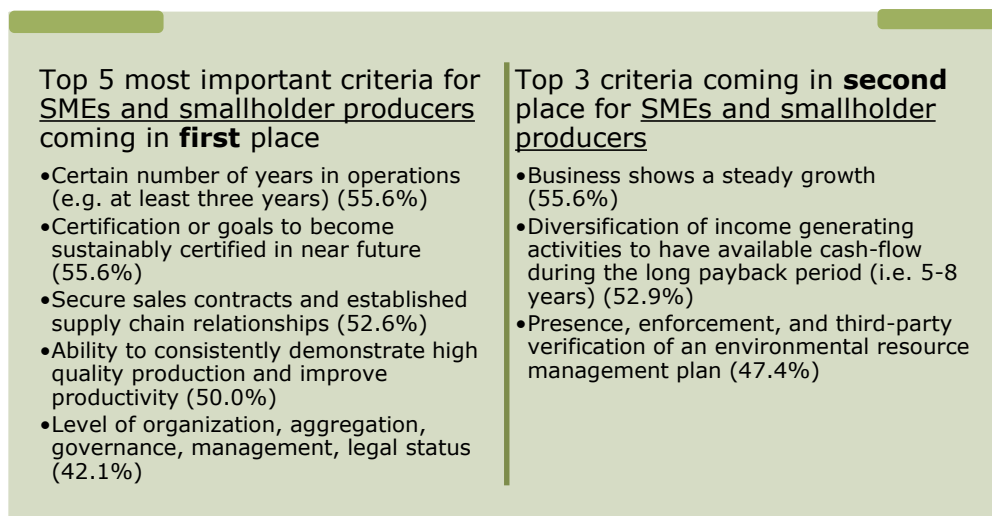 Top 5 most important criteria for
SMEs and smallholder producers
coming in first place
•Certain number of years in operations
(e.g. at least three years) (55.6%)
•Certification or goals to become
sustainably certified in near future
(55.6%)
•Secure sales contracts and established
supply chain relationships (52.6%)
•Ability to consistently demonstrate high
quality production and improve
productivity (50.0%)
•Level of organization, aggregation,
governance, management, legal status
(42.1%)
Top 3 criteria coming in second
place for SMEs and smallholder
producers
•Business shows a steady growth
(55.6%)
•Diversification of income generating
activities to have available cash-flow
during the long payback period (i.e. 5-8
years) (52.9%)
•Presence, enforcement, and third-party
verification of an environmental resource
management plan (47.4%)